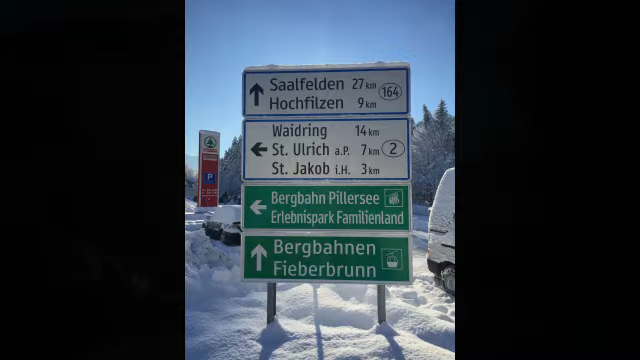 Saalfelden 27 km
Hochfilzen 9 km
164
Waidring 14 km
St. Ulrich a.P. 7 km
St. Jakob i.H. 3 km
2
Bergbahn Pillersee
Erlebnispark Familienland
Bergbahnen
Fieberbrunn
P